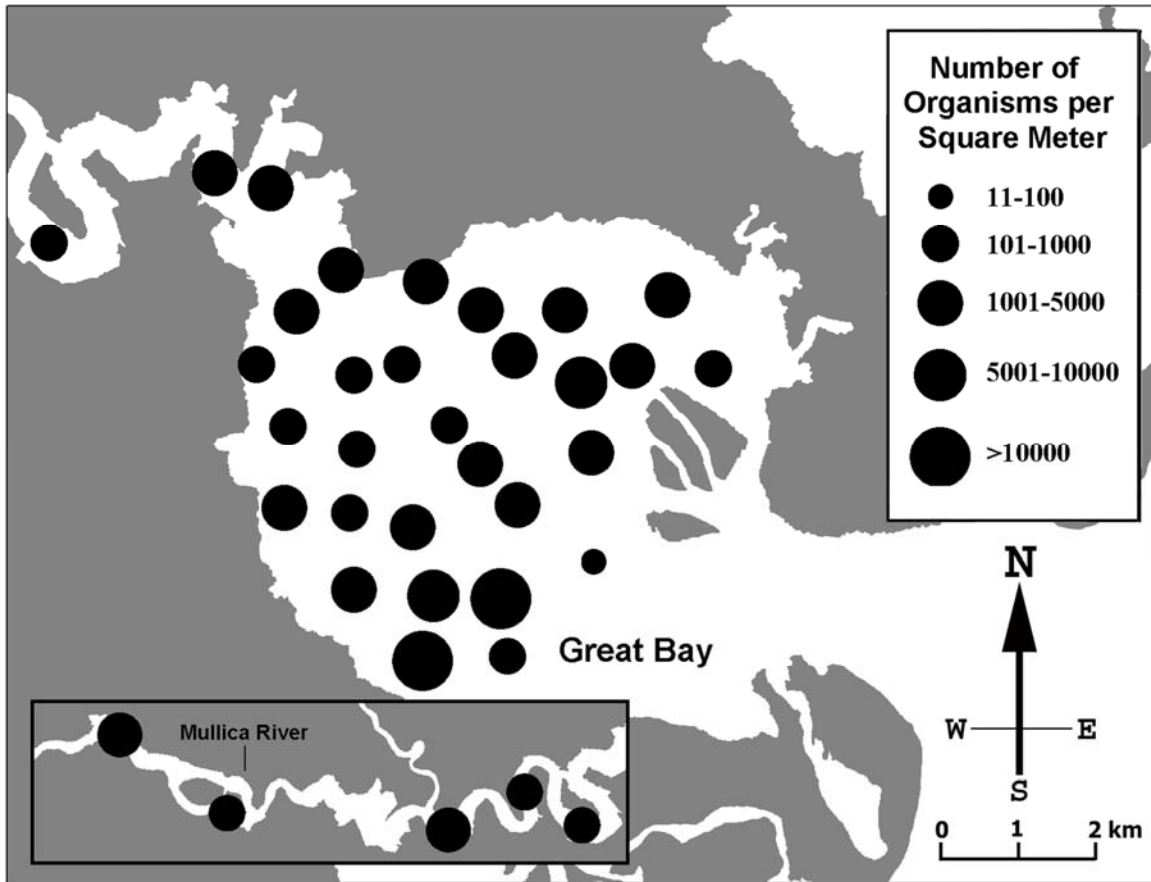 Number of
Organisms per
Square Meter
11-100
101-1000
1001-5000
5001-10000
>10000
N
W
E
S
0 1 2 km
Great Bay
Mullica River